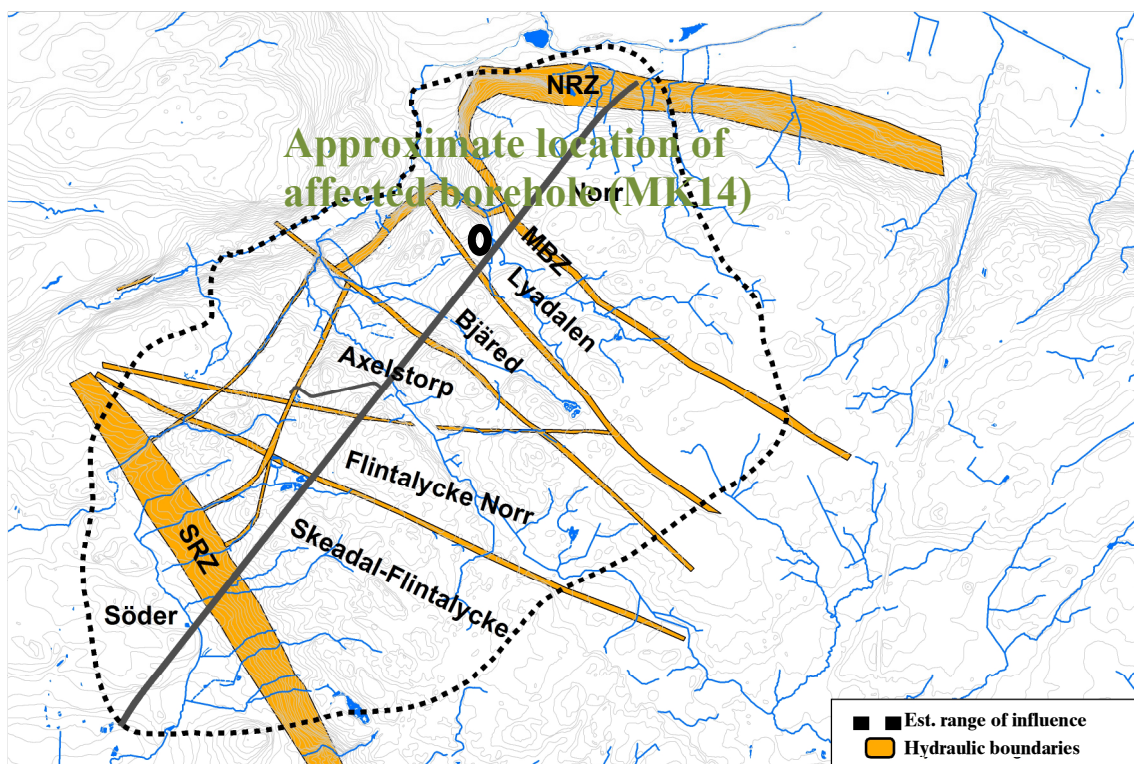 NRZ
Approximate location of
affected borehole (MK14)
Norr
MBZ
Lyadalen
Bjäred
Axelstorp
Flintalycke Norr
Skeadal-Flintalycke
SRZ
Söder
Est. range of influence
Hydraulic boundaries